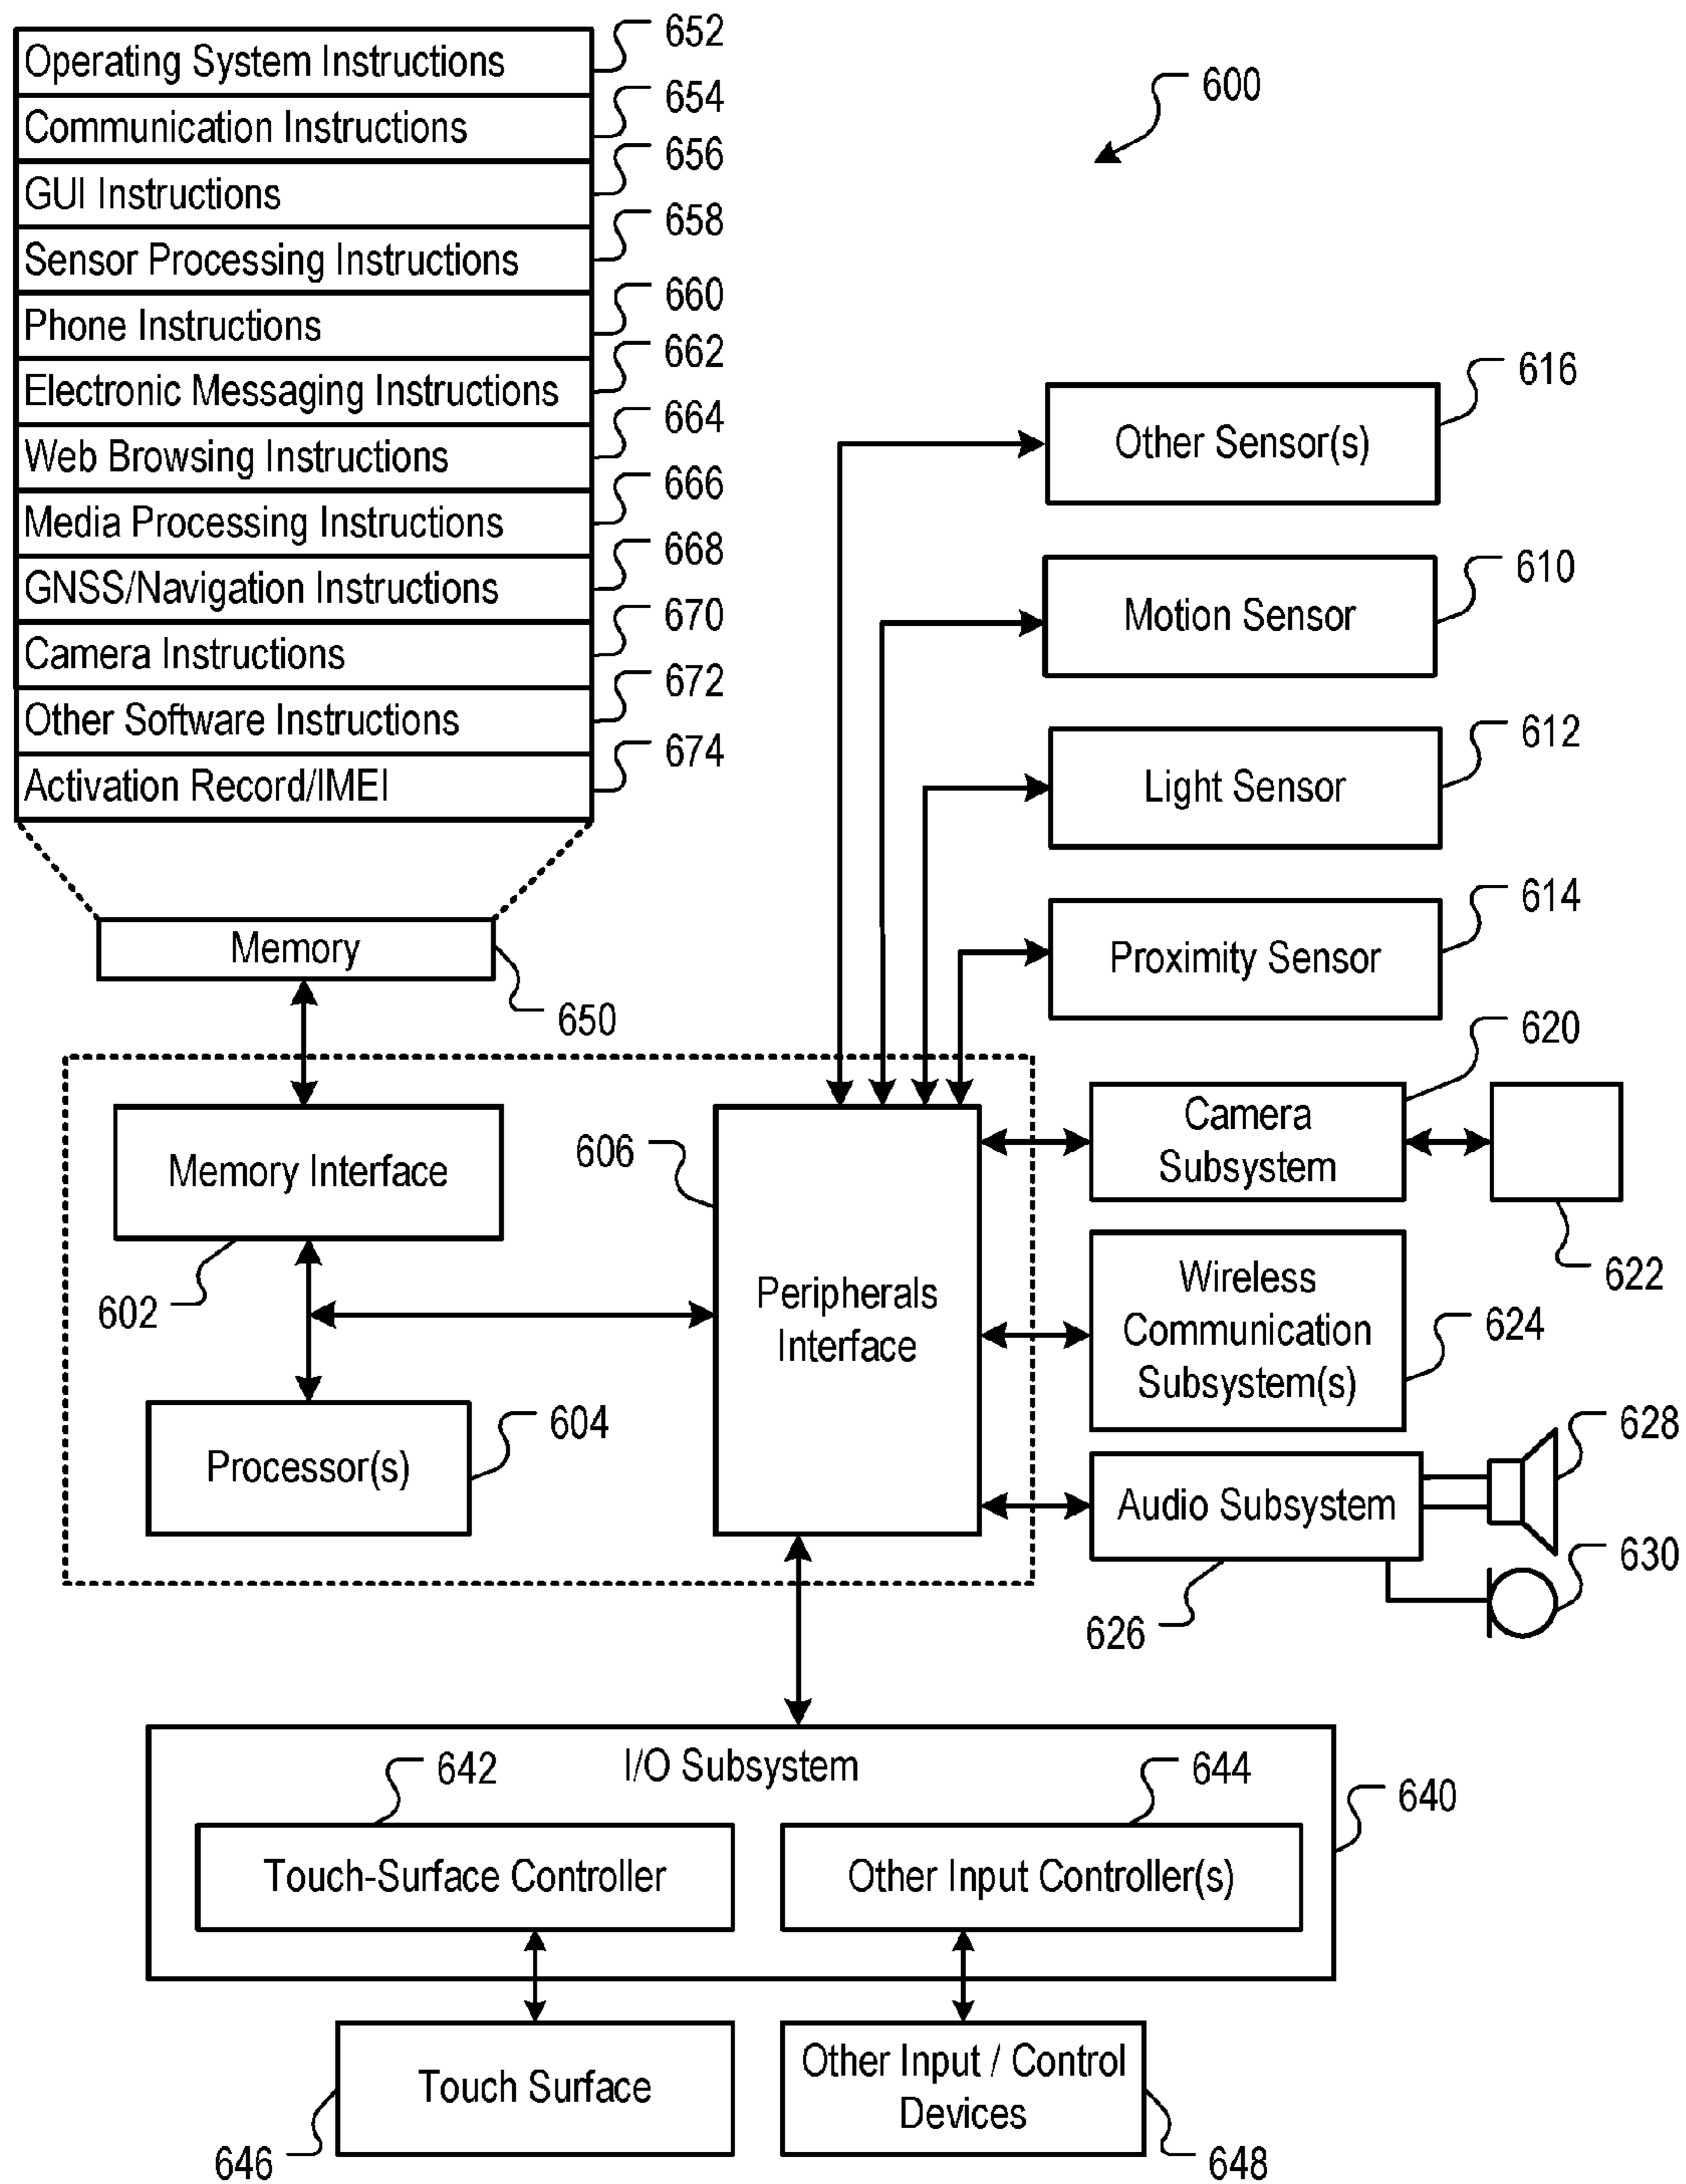 Operating System Instructions
652
Communication Instructions
654
GUI Instructions
656
Sensor Processing Instructions
658
Phone Instructions
660
Electronic Messaging Instructions
662
Web Browsing Instructions
664
Media Processing Instructions
666
GNSS/Navigation Instructions
668
Camera Instructions
670
Other Software Instructions
672
Activation Record/IMEI
674
600
Other Sensor(s)
616
Motion Sensor
610
Light Sensor
612
Proximity Sensor
614
Memory
650
Memory Interface
602
Processor(s)
604
606
Peripherals
Interface
Camera
Subsystem
620
622
Wireless
Communication
Subsystem(s)
624
Audio Subsystem
626
628
630
I/O Subsystem
640
642
Touch-Surface Controller
644
Other Input Controller(s)
Touch Surface
646
Other Input / Control
Devices
648